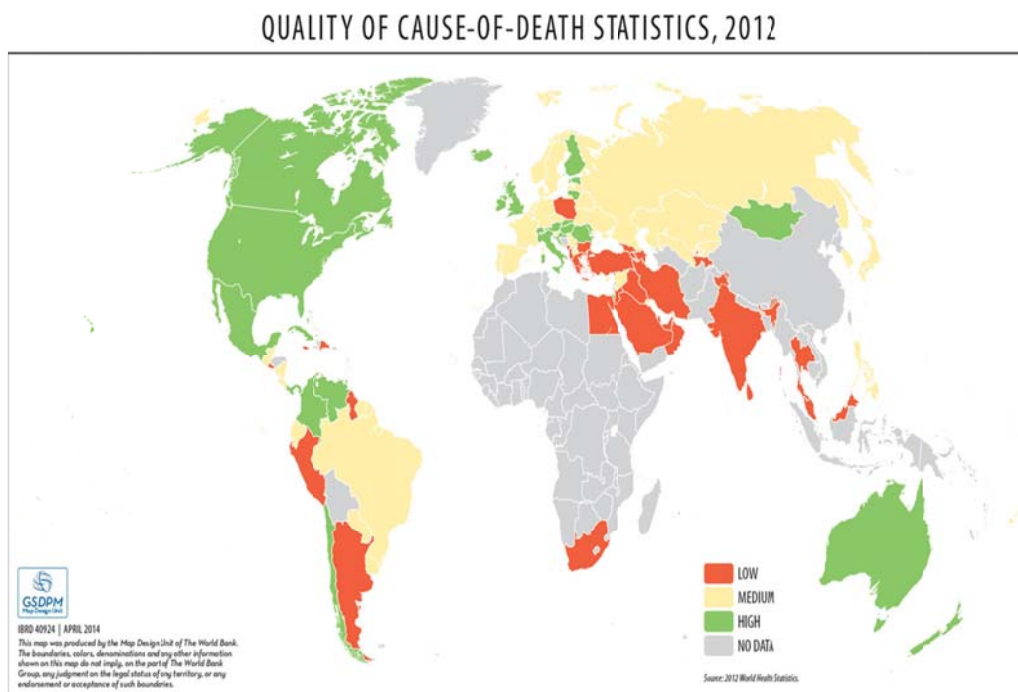 QUALITY OF CAUSE-OF-DEATH STATISTICS, 2012
LOW
MEDIUM
HIGH
NO DATA
GSDPM
Map Design Unit
IBRD 40924 | APRIL 2014
This map was produced by the Map Design Unit of The World Bank.
The boundaries, colors, denominations and any other information
shown on this map do not imply, on the part of The World Bank
Group, any judgment on the legal status of any territory, or any
endorsement or acceptance of such boundaries.
Source: 2012 World Health Statistics.